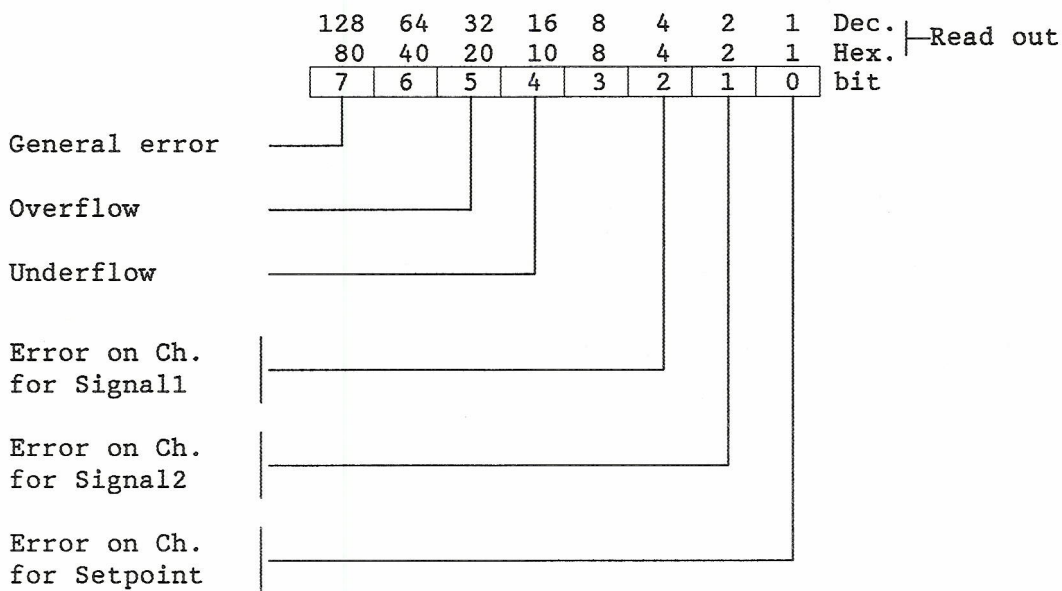 128 64 32 16 8 4 2 1 Dec.
Read out
80 40 20 10 8 4 2 1 Hex.
7 6 5 4 3 2 1 0 bit
General error
Overflow
Underflow
Error on Ch.
for Signal1
Error on Ch.
for Signal2
Error on Ch.
for Setpoint